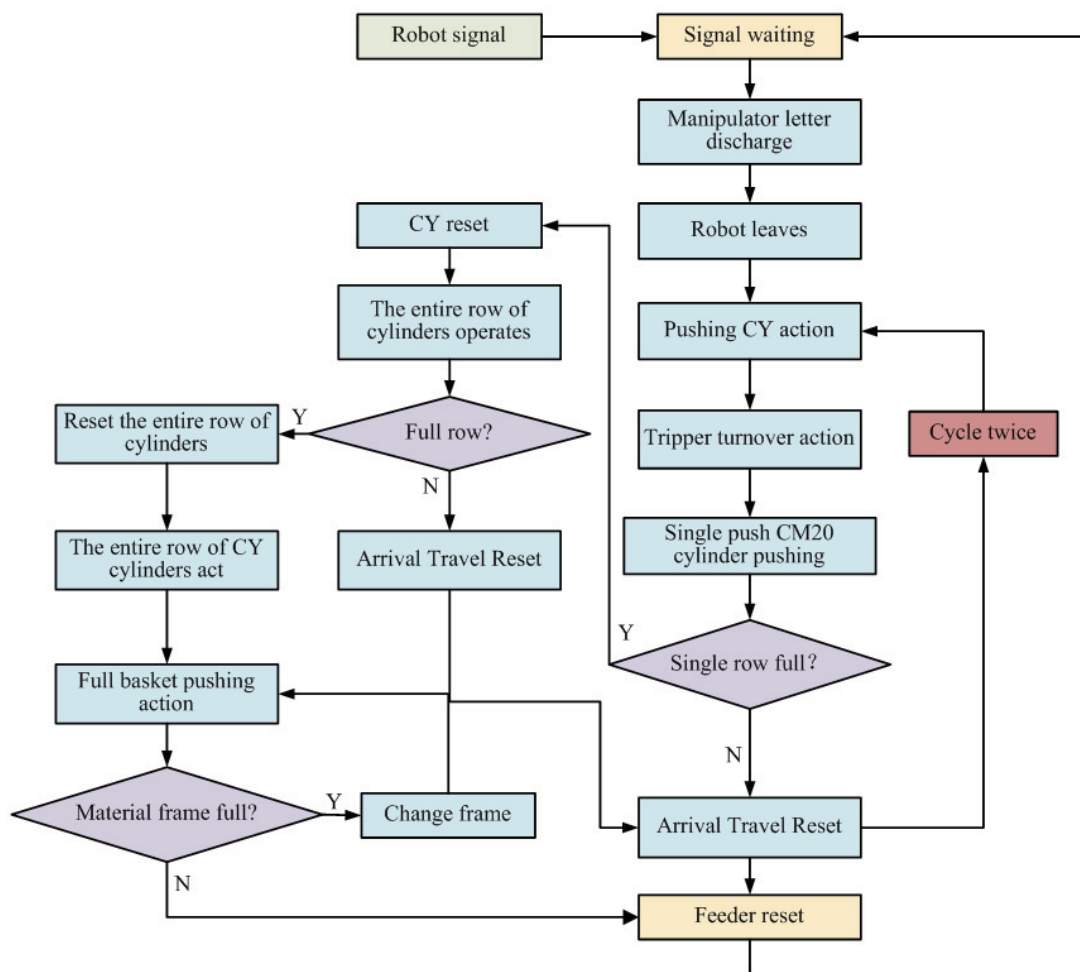 Robot signal
Signal waiting
Manipulator letter
discharge
CY reset
Robot leaves
The entire row of
cylinders operates
Pushing CY action
Reset the entire row of
cylinders
Y
Full row?
Tripper turnover action
Cycle twice
N
The entire row of CY
cylinders act
Arrival Travel Reset
Single push CM20
cylinder pushing
Y
Single row full?
Full basket pushing
action
N
Material frame full?
Y
Change frame
Arrival Travel Reset
N
Feeder reset